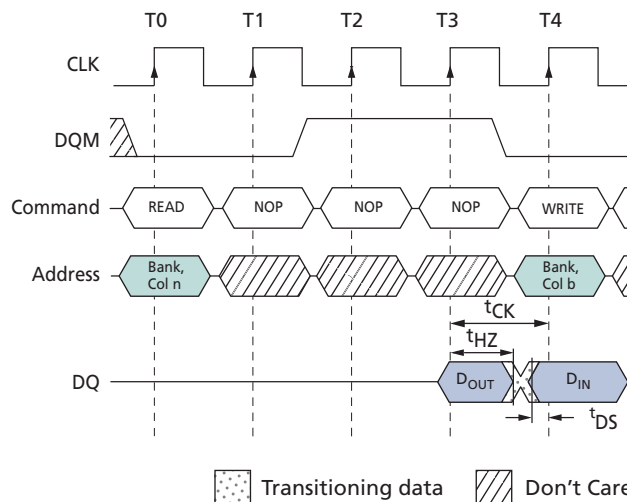 T0 T1 T2 T3 T4
CLK
DQM
Command READ NOP NOP NOP WRITE
Address Bank, Col n Bank, Col b
tCK
tHZ
DQ DOUT DIN
tDS
Transitioning data Don't Care